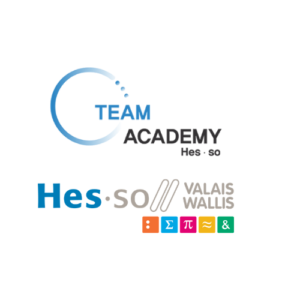 TEAM
ACADEMY
Hes·so
Hes·so// VALAIS
WALLIS
: Σ π ≈ &